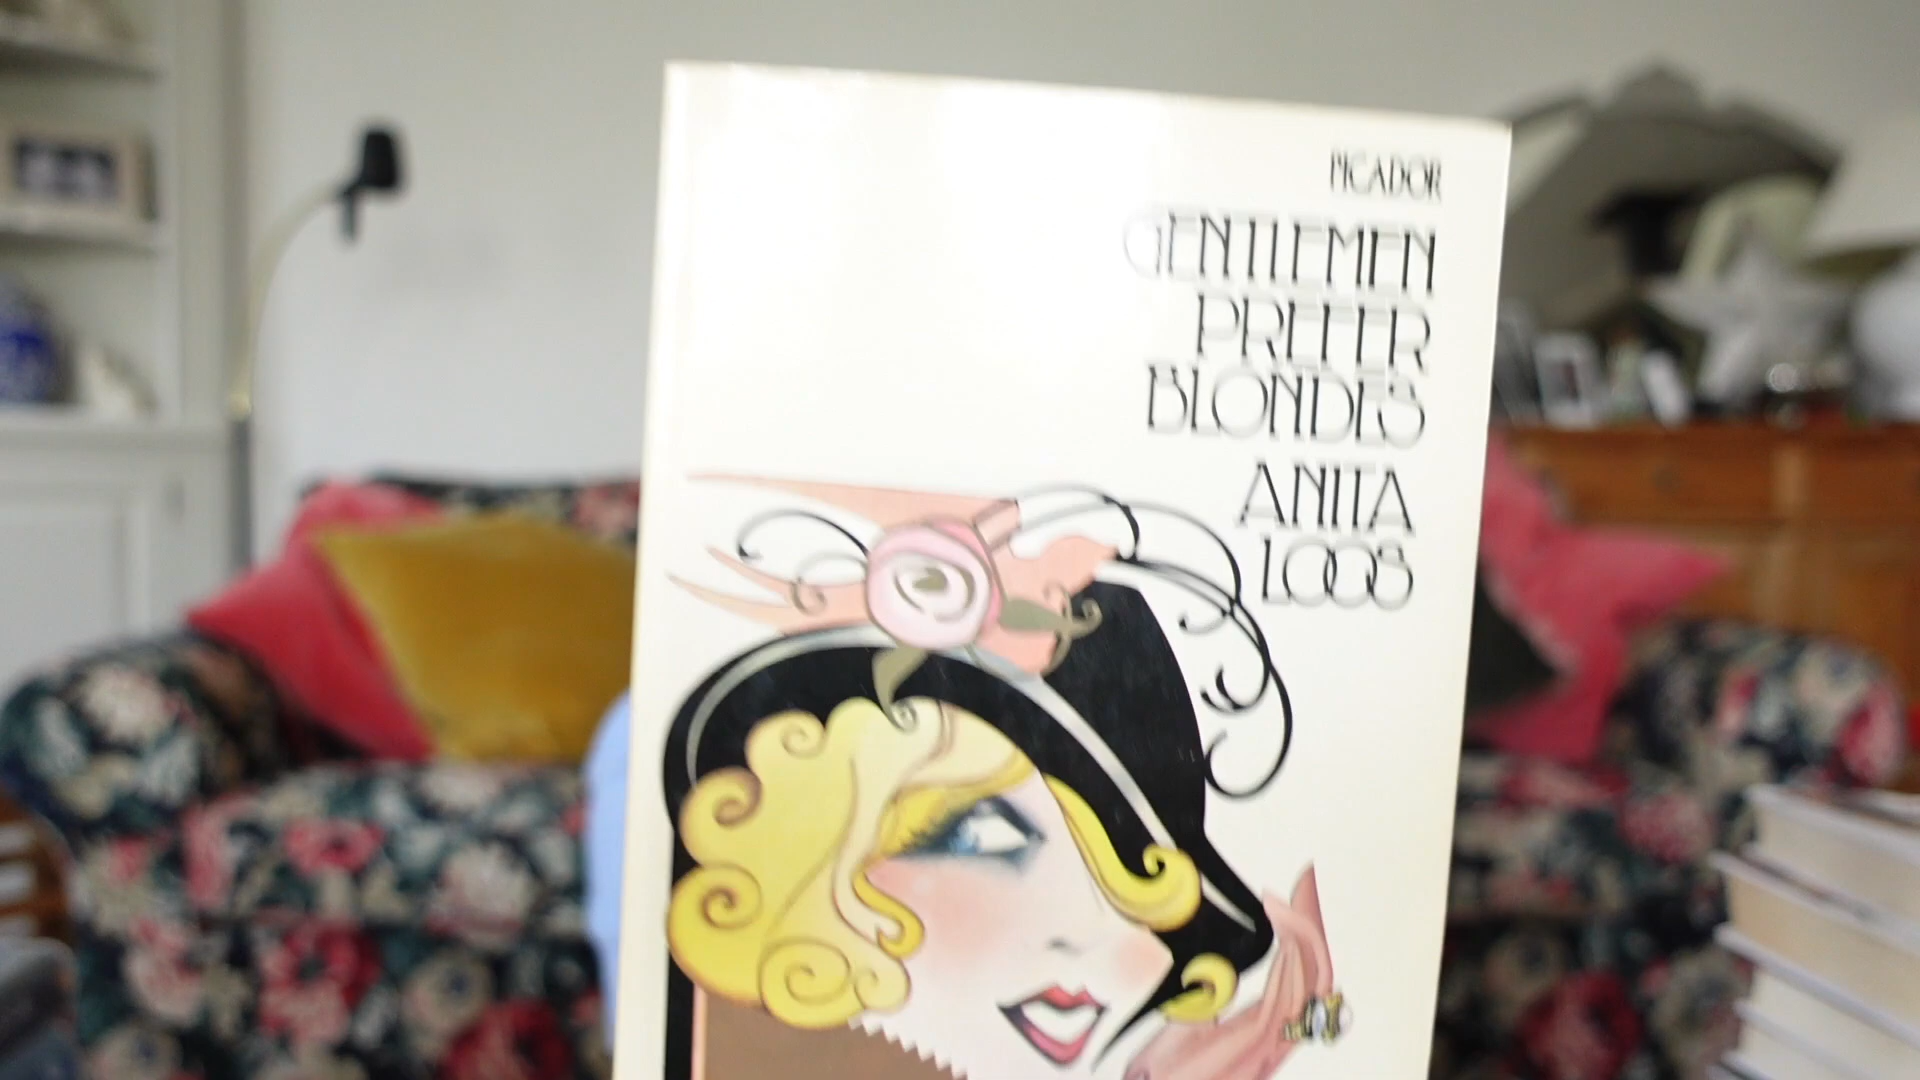 PICADOR
GENTLEMEN
PREFER
BLONDES
ANITA
LOOS